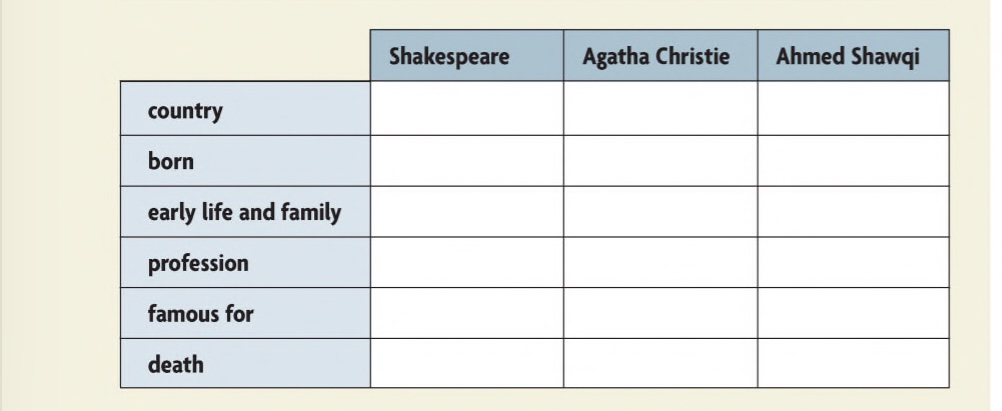 Shakespeare Agatha Christie Ahmed Shawqi
country
born
early life and family
profession
famous for
death